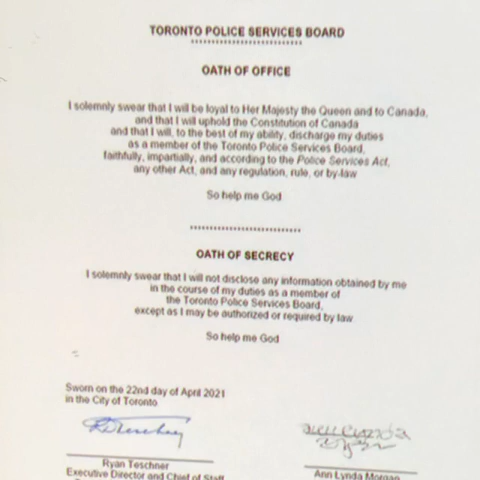 TORONTO POLICE SERVICES BOARD
****************************
OATH OF OFFICE
I solemnly swear that I will be loyal to Her Majesty the Queen and to Canada,
and that I will uphold the Constitution of Canada
and that I will, to the best of my ability, discharge my duties
as a member of the Toronto Police Services Board,
faithfully, impartially, and according to the Police Services Act,
any other Act, and any regulation, rule, or by-law
So help me God
****************************
OATH OF SECRECY
I solemnly swear that I will not disclose any information obtained by me
in the course of my duties as a member of
the Toronto Police Services Board,
except as I may be authorized or required by law
So help me God
Sworn on the 22nd day of April 2021
in the City of Toronto
Ryan Teschner
Ann Lynda Morgan
Executive Director and Chief of Staff